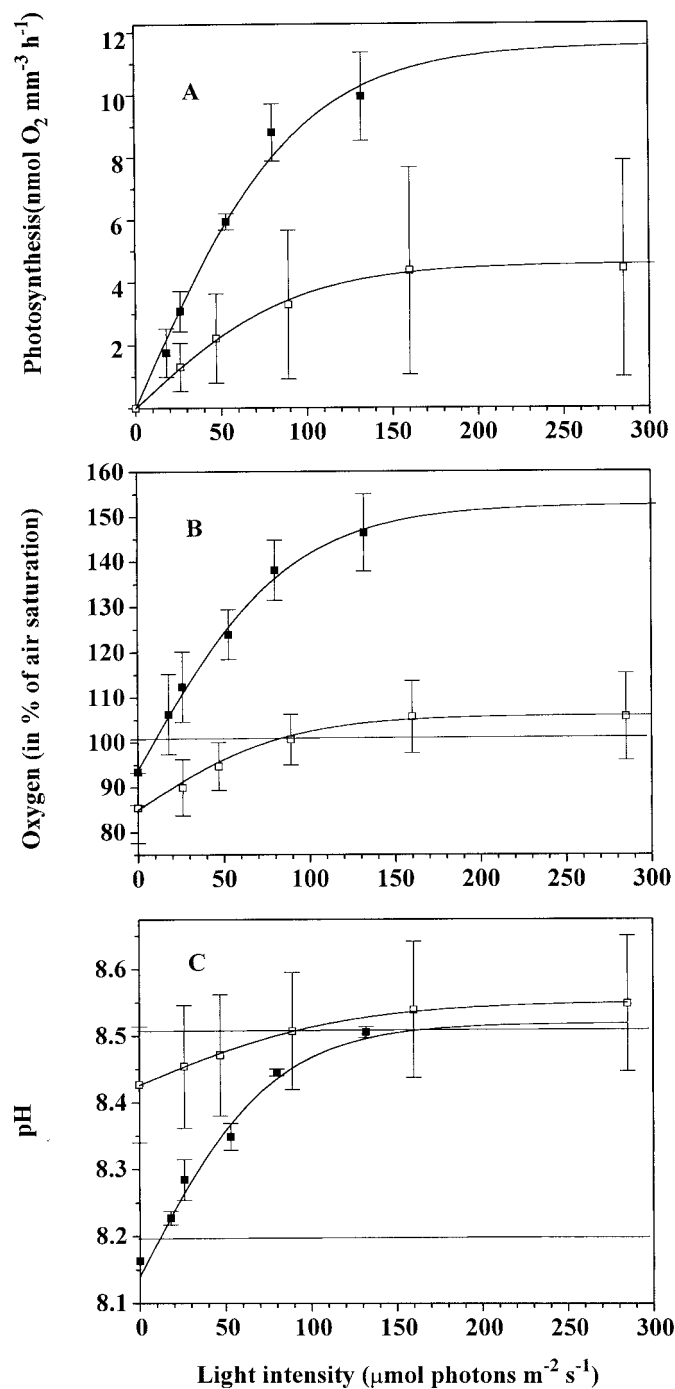 12
10
8
6
4
2
A
Photosynthesis(nmol O2 mm-3 h-1)
0 50 100 150 200 250 300
160
150
140
130
120
110
100
90
80
B
Oxygen (in % of air saturation)
0 50 100 150 200 250 300
8.6
8.5
8.4
8.3
8.2
8.1
C
pH
0 50 100 150 200 250 300
Light intensity (μmol photons m-2 s-1)